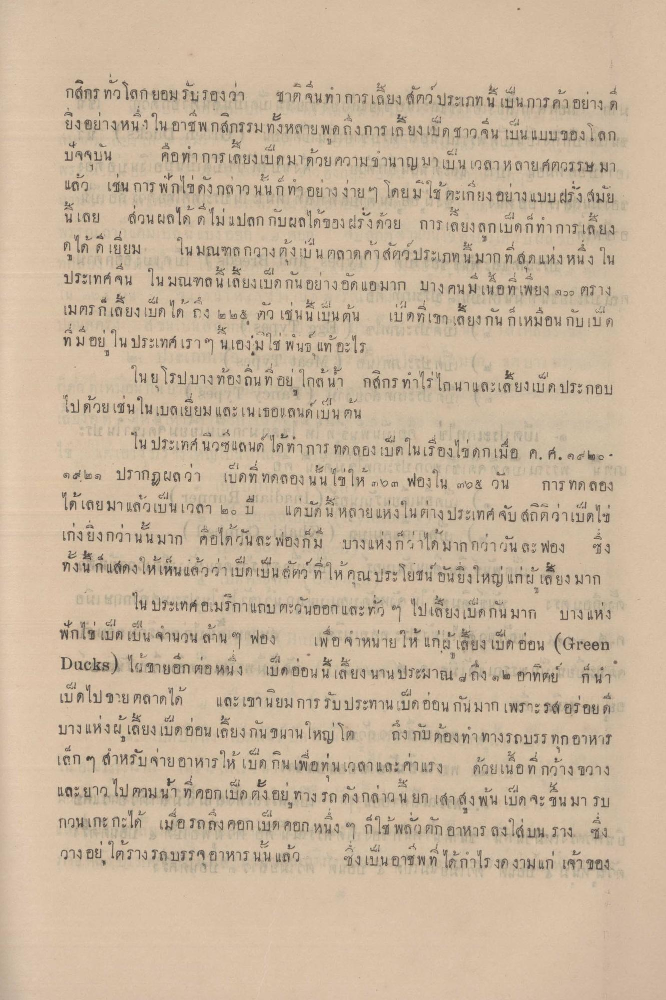 กสิกรทั่วโลกยอมรับรองว่า ชาติจีนทำการเลี้ยงสัตว์ประเภทนี้เป็นการค้าอย่างดี
ยิ่งอย่างหนึ่งในอาชีพกสิกรรมทั้งหลายพูดถึงการเลี้ยงเป็ดชาวจีนเป็นแบบของโลก
ปัจจุบัน คือทำการเลี้ยงเป็ดมาด้วยความชำนาญมาเป็นเวลาหลายศตวรรษมา
แล้ว เช่นการฟักไข่ดังกล่าวนั้นก็ทำอย่างง่ายๆ โดยมิใช้ตะเกียงอย่างแบบฝรั่งสมัย
นี้เลย ส่วนผลได้ดีไม่แปลกกับผลได้ของฝรั่งด้วย การเลี้ยงลูกเป็ดก็ทำการเลี้ยง
ดูได้ดีเยี่ยม ในมณฑลกวางตุ้งเป็นตลาดค้าสัตว์ประเภทนี้มากที่สุดแห่งหนึ่งใน
ประเทศจีน ในมณฑลนี้เลี้ยงเป็ดกันอย่างอัดแอมาก บางคนมีเนื้อที่เพียง ๑๐๐ ตราง
เมตรก็เลี้ยงเป็ดได้ถึง ๒๒๕ ตัว เช่นนี้เป็นต้น เป็ดที่เขาเลี้ยงกันก็เหมือนกับเป็ด
ที่มีอยู่ในประเทศเราๆ นี้เองมิใช่พันธุ์แท้อะไร
ในยุโรปบางท้องถิ่นที่อยู่ใกล้น้ำ กสิกรทำไร่ไถนาและเลี้ยงเป็ดประกอบ
ไปด้วยเช่นในเบลเยี่ยมและเนเธอแลนด์เป็นต้น
ในประเทศนิวซีแลนด์ได้ทำการทดลองเป็ดในเรื่องไข่ดกเมื่อ ค.ศ. ๑๙๒๐-
๑๙๒๑ ปรากฏผลว่า เป็ดที่ทดลองนั้นไข่ให้ ๓๖๓ ฟองใน ๓๖๕ วัน การทดลอง
ได้เลยมาแล้วเป็นเวลา ๒๐ ปี แต่บัดนี้หลายแห่งในต่างประเทศจับสถิติว่าเป็ดไข่
เก่งยิ่งกว่านั้นมาก คือได้วันละฟองก็มี บางแห่งก็ว่าได้มากกว่าวันละฟอง ซึ่ง
ทั้งนี้ก็แสดงให้เห็นแล้วว่าเป็ดเป็นสัตว์ที่ให้คุณประโยชน์อันยิ่งใหญ่แก่ผู้เลี้ยงมาก
ในประเทศอเมริกาแถบตะวันออกและทั่วๆ ไปเลี้ยงเป็ดกันมาก บางแห่ง
ฟักไข่เป็ดเป็นจำนวนล้านๆ ฟอง เพื่อจำหน่ายให้แก่ผู้เลี้ยงเป็ดอ่อน (Green
Ducks) ไว้ขายอีกต่อหนึ่ง เป็ดอ่อนนี้เลี้ยงนานประมาณ ๘ ถึง ๑๒ อาทิตย์ ก็นำ
เป็ดไปขายตลาดได้ และเขานิยมการรับประทานเป็ดอ่อนกันมากเพราะรสอร่อยดี
บางแห่งผู้เลี้ยงเป็ดอ่อนเลี้ยงกันขนานใหญ่โต ถึงกับต้องทำทางรถบรรทุกอาหาร
เล็กๆ สำหรับจ่ายอาหารให้เป็ดกินเพื่อทุ่นเวลาและค่าแรง ด้วยเนื้อที่กว้างขวาง
และยาวไปตามน้ำที่คอกเป็ดตั้งอยู่ทางรถดังกล่าวนี้ยกเสาสูงพ้นเป็ดจะขึ้นมารบ
กวนเกะกะได้ เมื่อรถถึงคอกเป็ดคอกหนึ่งๆ ก็ใช้พลั่วตักอาหารลงใส่บนราง ซึ่ง
วางอยู่ใต้รางรถบรรจุอาหารนั้นแล้ว ซึ่งเป็นอาชีพที่ได้กำไรงดงามแก่เจ้าของ